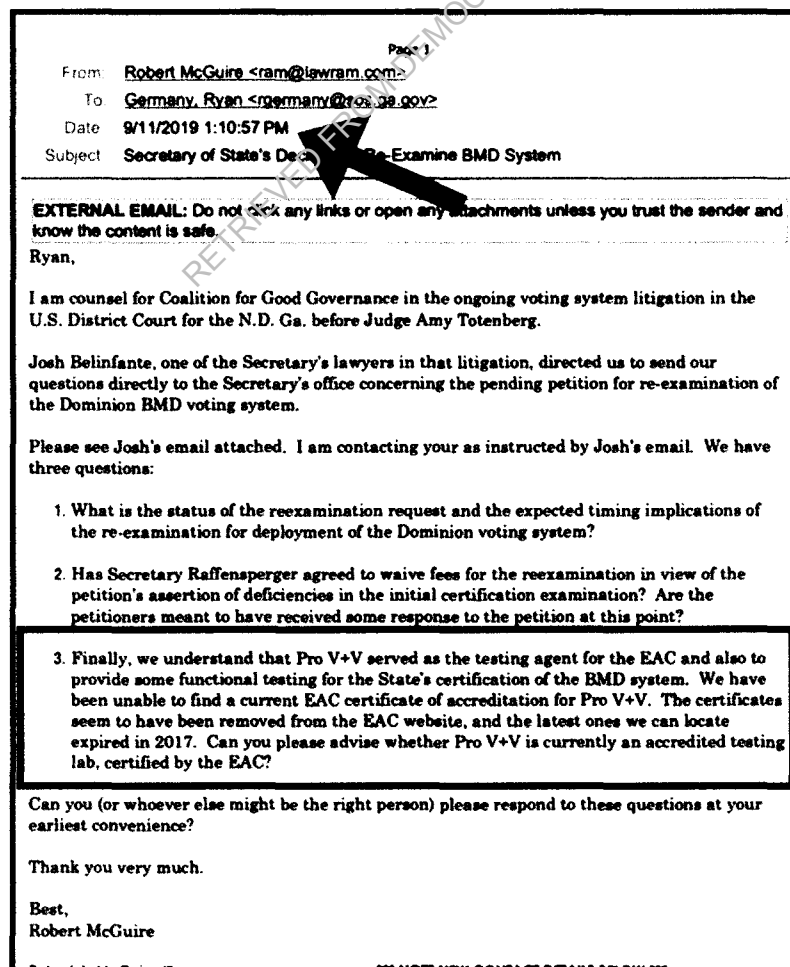 RETRIEVED FROM DEMOC
Page 1
From: Robert McGuire <ram@lawram.com>
To Germany, Ryan <rgermany@sos.ga.gov>
Date 9/11/2019 1:10:57 PM
Subject Secretary of State's Re-Examine BMD System
EXTERNAL EMAIL: Do not click any links or open any attachments unless you trust the sender and
know the content is safe.
Ryan,
I am counsel for Coalition for Good Governance in the ongoing voting system litigation in the
U.S. District Court for the N.D. Ga. before Judge Amy Totenberg.
Josh Belinfante, one of the Secretary's lawyers in that litigation, directed us to send our
questions directly to the Secretary's office concerning the pending petition for re-examination of
the Dominion BMD voting system.
Please see Josh's email attached. I am contacting your as instructed by Josh's email. We have
three questions:
1. What is the status of the reexamination request and the expected timing implications of
the re-examination for deployment of the Dominion voting system?
2. Has Secretary Raffensperger agreed to waive fees for the reexamination in view of the
petition's assertion of deficiencies in the initial certification examination? Are the
petitioners meant to have received some response to the petition at this point?
3. Finally, we understand that Pro V+V served as the testing agent for the EAC and also to
provide some functional testing for the State's certification of the BMD system. We have
been unable to find a current EAC certificate of accreditation for Pro V+V. The certificates
seem to have been removed from the EAC website, and the latest ones we can locate
expired in 2017. Can you please advise whether Pro V+V is currently an accredited testing
lab, certified by the EAC?
Can you (or whoever else might be the right person) please respond to these questions at your
earliest convenience?
Thank you very much.
Best,
Robert McGuire